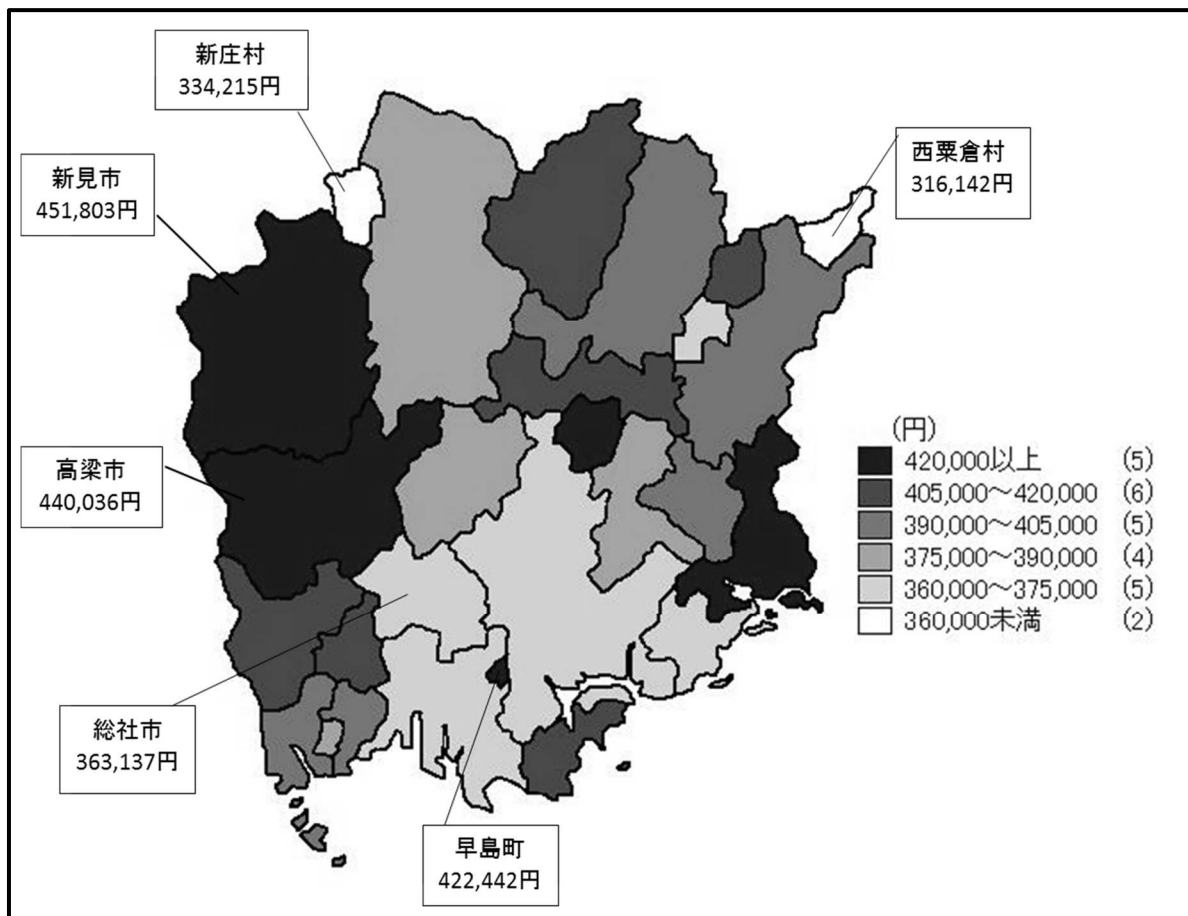 新庄村
334,215円
新見市
451,803円
西粟倉村
316,142円
高梁市
440,036円
総社市
363,137円
早島町
422,442円
(円)
420,000以上 (5)
405,000～420,000 (6)
390,000～405,000 (5)
375,000～390,000 (4)
360,000～375,000 (5)
360,000未満 (2)